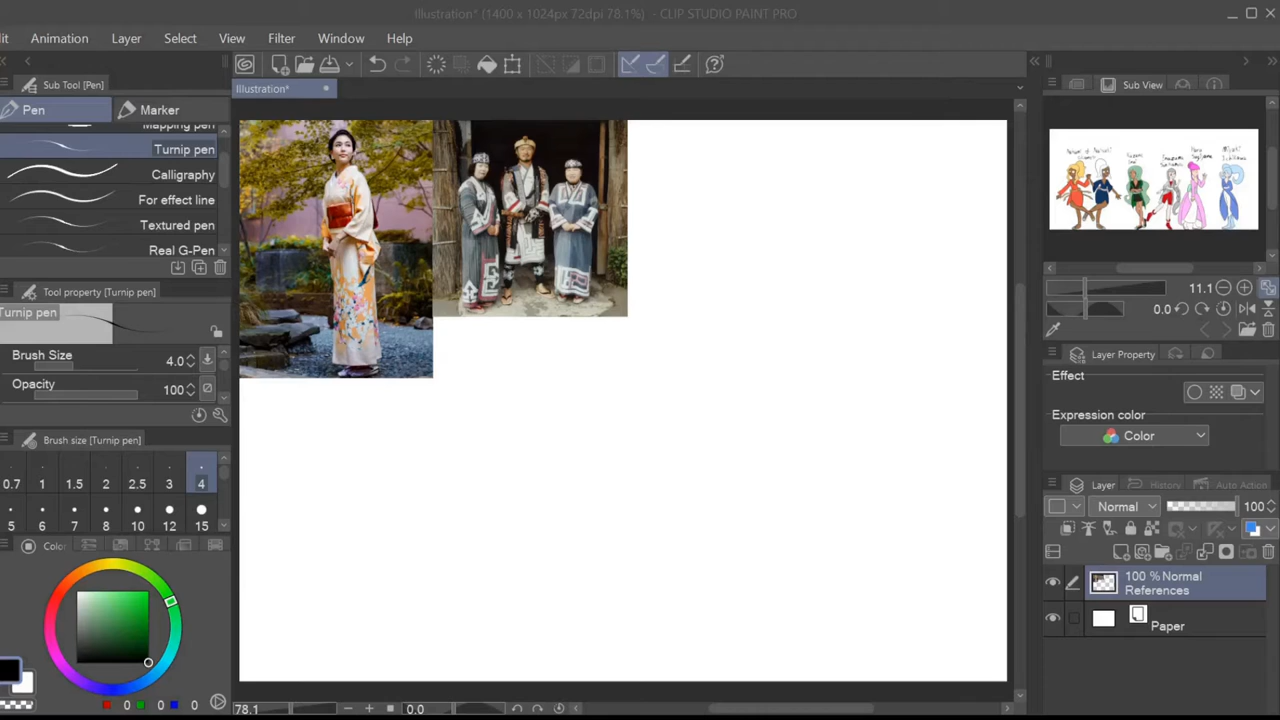 Illustration* (1400 x 1024px 72dpi 78.1%) - CLIP STUDIO PAINT PRO
it Animation Layer Select View Filter Window Help
Sub Tool [Pen]
Illustration*
Sub View
Pen Marker
Mapping pen
Turnip pen
Calligraphy
For effect line
Textured pen
Real G-Pen
Tool property [Turnip pen]
Turnip pen
Brush Size 4.0
Opacity 100
Brush size [Turnip pen]
0.7 1 1.5 2 2.5 3 4
5 6 7 8 10 12 15
Color
0 0 0
78.1 0.0
11.1
0.0
Layer Property
Effect
Expression color
Color
Layer History Auto Action
Normal 100
100 % Normal
References
Paper